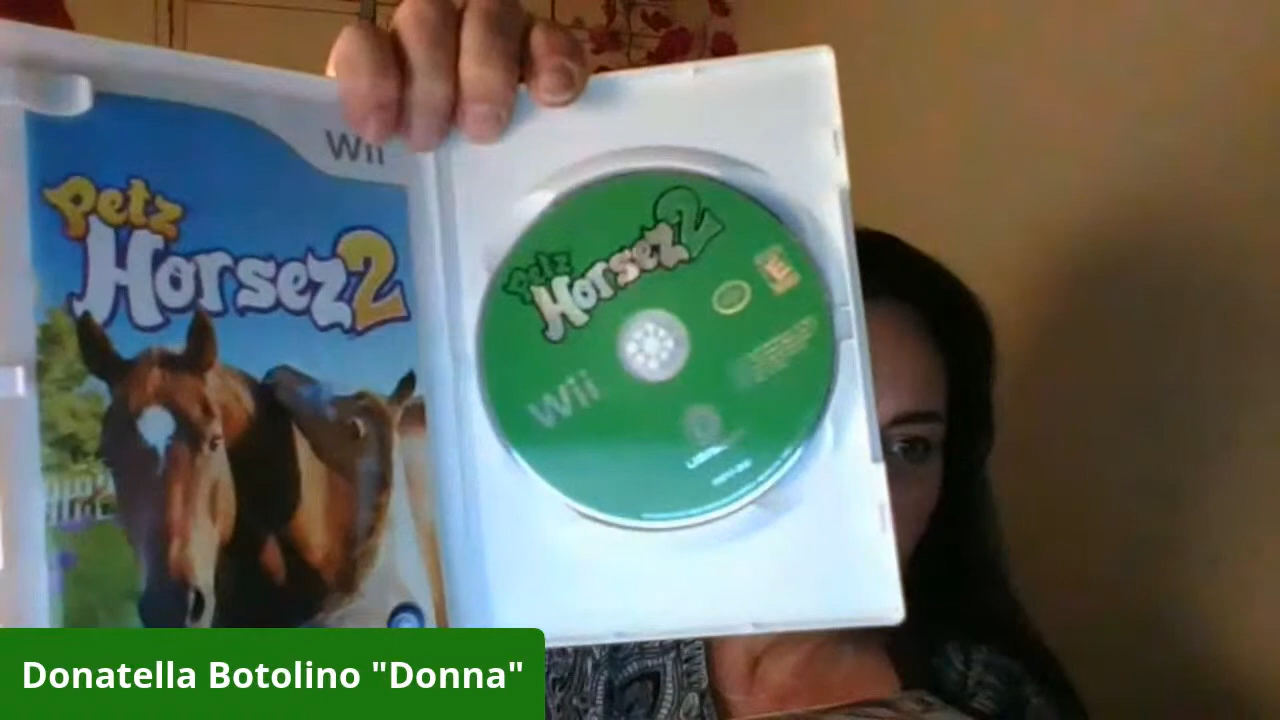 Wii
Petz
Horsez 2
Petz
Horsez 2
E
Wii
Donatella Botolino "Donna"